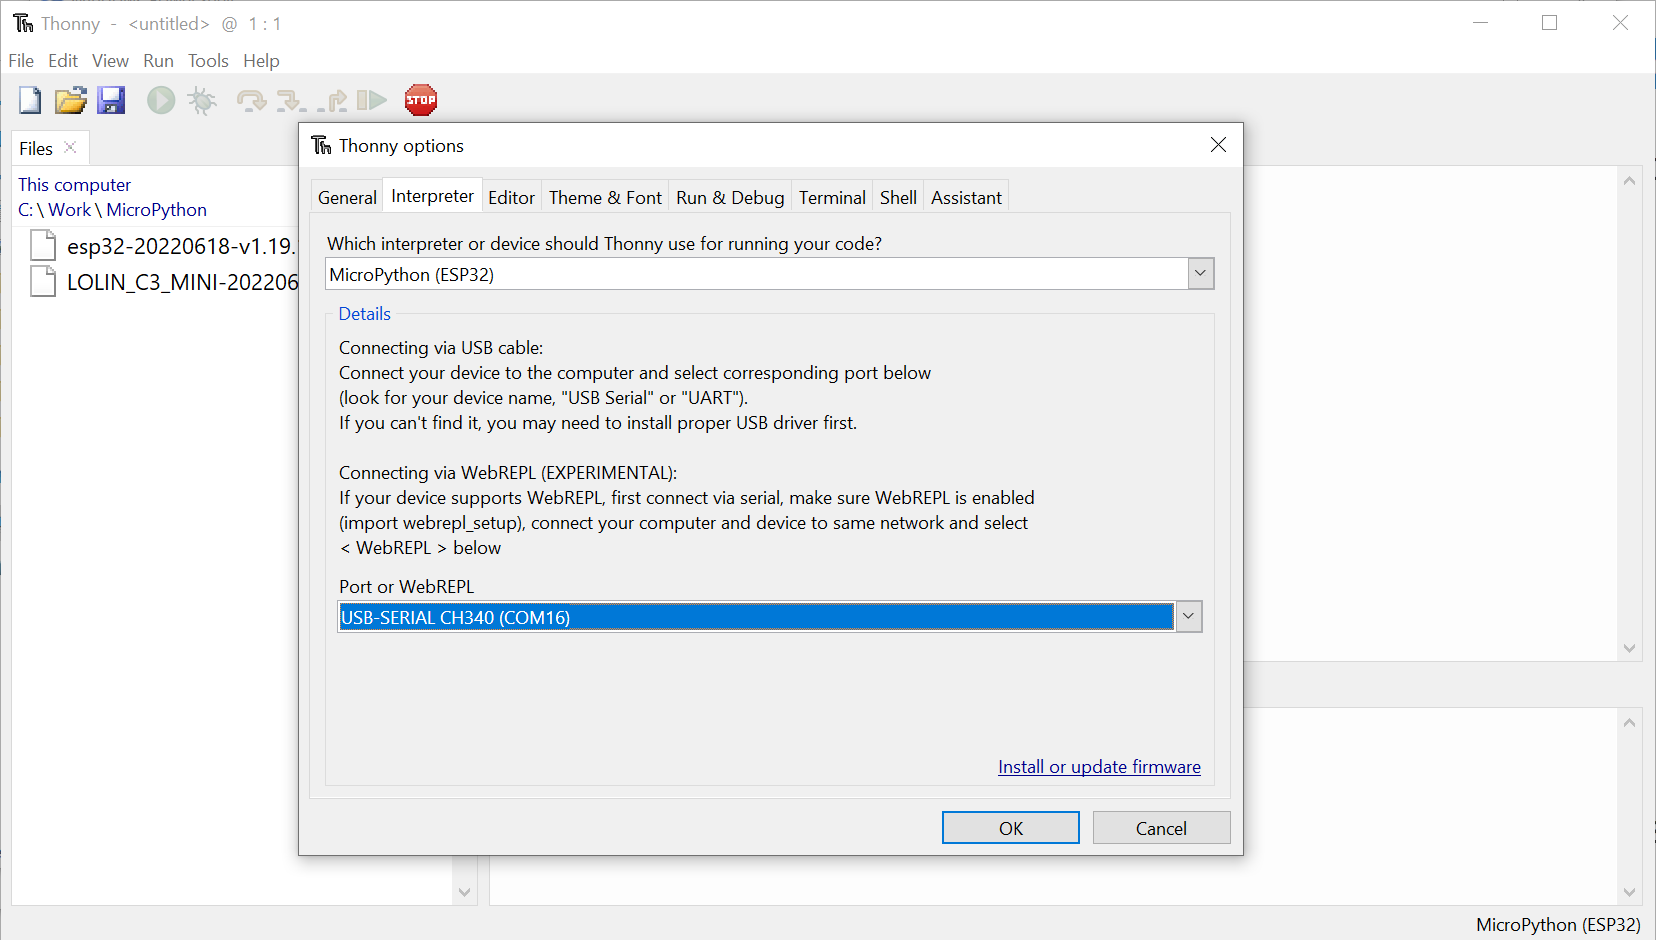 Thonny - <untitled> @ 1 : 1
File Edit View Run Tools Help
STOP
Files
This computer
C: \ Work \ MicroPython
esp32-20220618-v1.19.
LOLIN_C3_MINI-202206
Thonny options
General Interpreter Editor Theme & Font Run & Debug Terminal Shell Assistant
Which interpreter or device should Thonny use for running your code?
MicroPython (ESP32)
Details
Connecting via USB cable:
Connect your device to the computer and select corresponding port below
(look for your device name, "USB Serial" or "UART").
If you can't find it, you may need to install proper USB driver first.
Connecting via WebREPL (EXPERIMENTAL):
If your device supports WebREPL, first connect via serial, make sure WebREPL is enabled
(import webrepl_setup), connect your computer and device to same network and select
< WebREPL > below
Port or WebREPL
USB-SERIAL CH340 (COM16)
Install or update firmware
OK Cancel
MicroPython (ESP32)